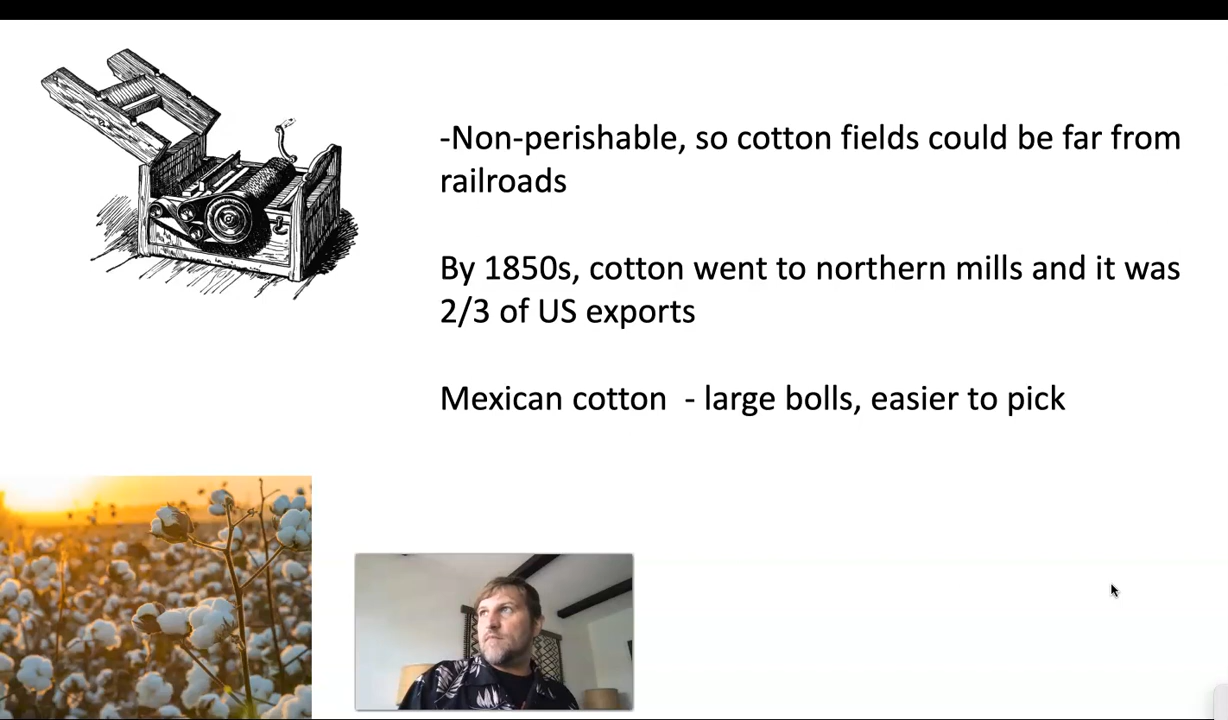 -Non-perishable, so cotton fields could be far from
railroads
By 1850s, cotton went to northern mills and it was
2/3 of US exports
Mexican cotton  - large bolls, easier to pick